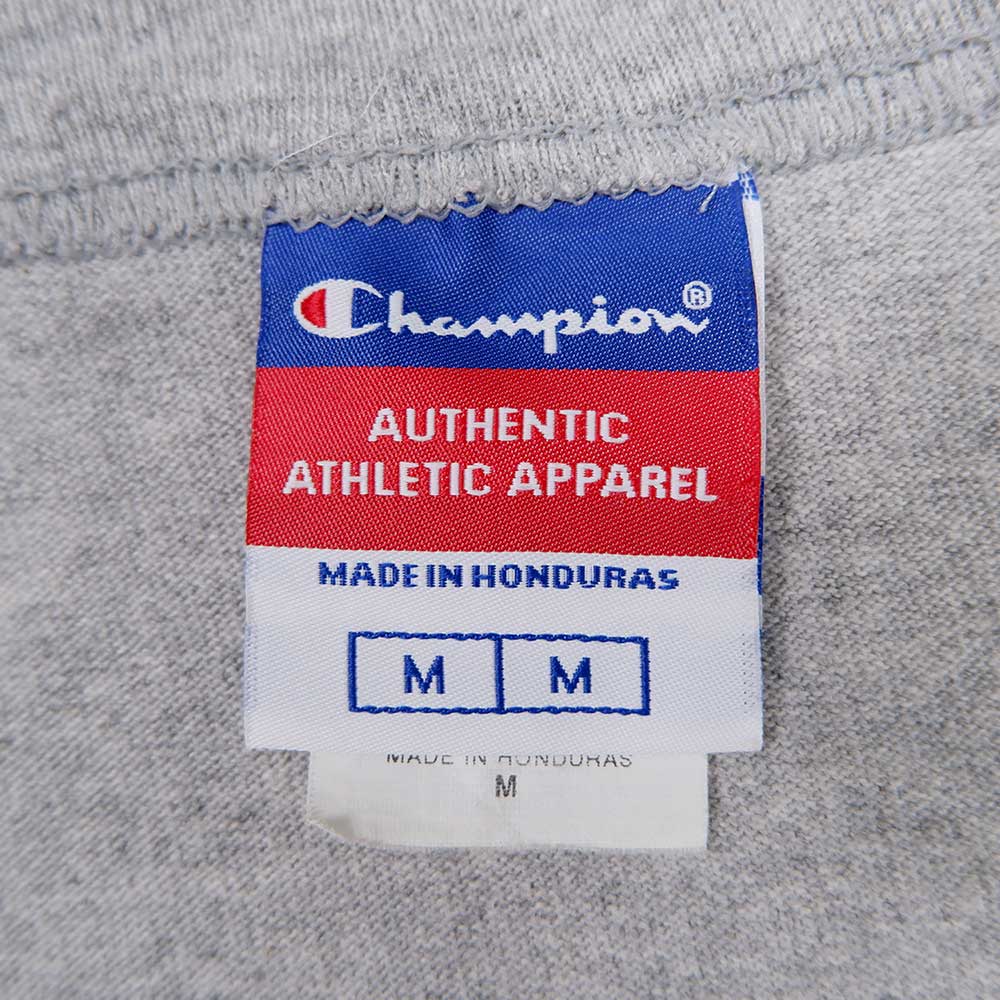 Champion®
AUTHENTIC
ATHLETIC APPAREL
MADE IN HONDURAS
M M
MADE IN HONDURAS
M